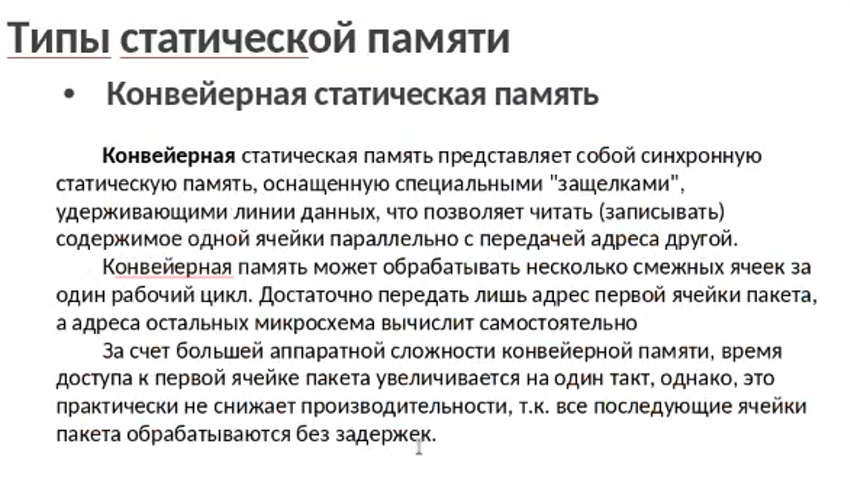 Типы статической памяти
• Конвейерная статическая память
Конвейерная статическая память представляет собой синхронную
статическую память, оснащенную специальными "защелками",
удерживающими линии данных, что позволяет читать (записывать)
содержимое одной ячейки параллельно с передачей адреса другой.
Конвейерная память может обрабатывать несколько смежных ячеек за
один рабочий цикл. Достаточно передать лишь адрес первой ячейки пакета,
а адреса остальных микросхема вычислит самостоятельно
За счет большей аппаратной сложности конвейерной памяти, время
доступа к первой ячейке пакета увеличивается на один такт, однако, это
практически не снижает производительности, т.к. все последующие ячейки
пакета обрабатываются без задержек.